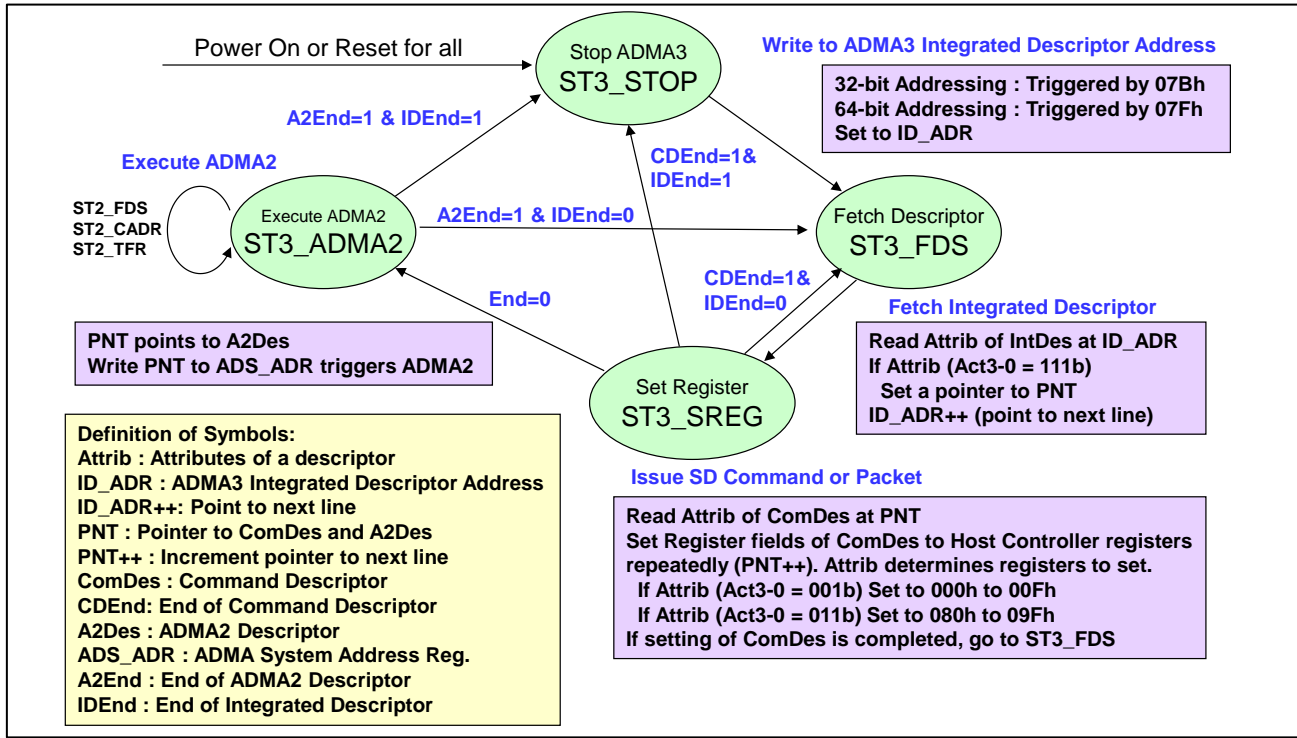 Power On or Reset for all
Stop ADMA3
ST3_STOP
Write to ADMA3 Integrated Descriptor Address
32-bit Addressing : Triggered by 07Bh
64-bit Addressing : Triggered by 07Fh
Set to ID_ADR
A2End=1 & IDEnd=1
CDEnd=1&
IDEnd=1
Execute ADMA2
ST2_FDS
ST2_CADR
ST2_TFR
Execute ADMA2
ST3_ADMA2
A2End=1 & IDEnd=0
Fetch Descriptor
ST3_FDS
End=0
CDEnd=1&
IDEnd=0
Fetch Integrated Descriptor
Read Attrib of IntDes at ID_ADR
If Attrib (Act3-0 = 111b)
Set a pointer to PNT
ID_ADR++ (point to next line)
PNT points to A2Des
Write PNT to ADS_ADR triggers ADMA2
Set Register
ST3_SREG
Definition of Symbols:
Attrib : Attributes of a descriptor
ID_ADR : ADMA3 Integrated Descriptor Address
ID_ADR++: Point to next line
PNT : Pointer to ComDes and A2Des
PNT++ : Increment pointer to next line
ComDes : Command Descriptor
CDEnd: End of Command Descriptor
A2Des : ADMA2 Descriptor
ADS_ADR : ADMA System Address Reg.
A2End : End of ADMA2 Descriptor
IDEnd : End of Integrated Descriptor
Issue SD Command or Packet
Read Attrib of ComDes at PNT
Set Register fields of ComDes to Host Controller registers
repeatedly (PNT++). Attrib determines registers to set.
If Attrib (Act3-0 = 001b) Set to 000h to 00Fh
If Attrib (Act3-0 = 011b) Set to 080h to 09Fh
If setting of ComDes is completed, go to ST3_FDS